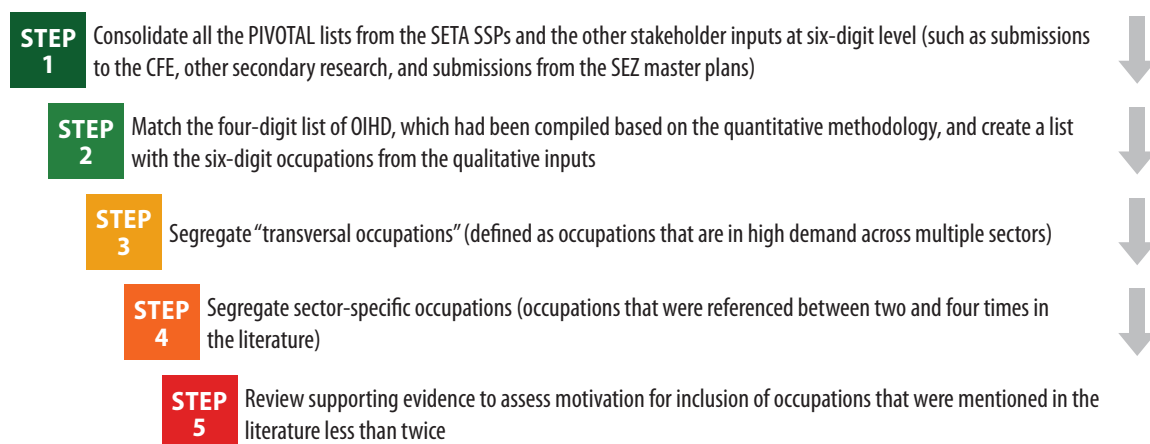 STEP
1
Consolidate all the PIVOTAL lists from the SETA SSPs and the other stakeholder inputs at six-digit level (such as submissions
to the CFE, other secondary research, and submissions from the SEZ master plans)
STEP
2
Match the four-digit list of OIHD, which had been compiled based on the quantitative methodology, and create a list
with the six-digit occupations from the qualitative inputs
STEP
3
Segregate “transversal occupations” (defined as occupations that are in high demand across multiple sectors)
STEP
4
Segregate sector-specific occupations (occupations that were referenced between two and four times in
the literature)
STEP
5
Review supporting evidence to assess motivation for inclusion of occupations that were mentioned in the
literature less than twice